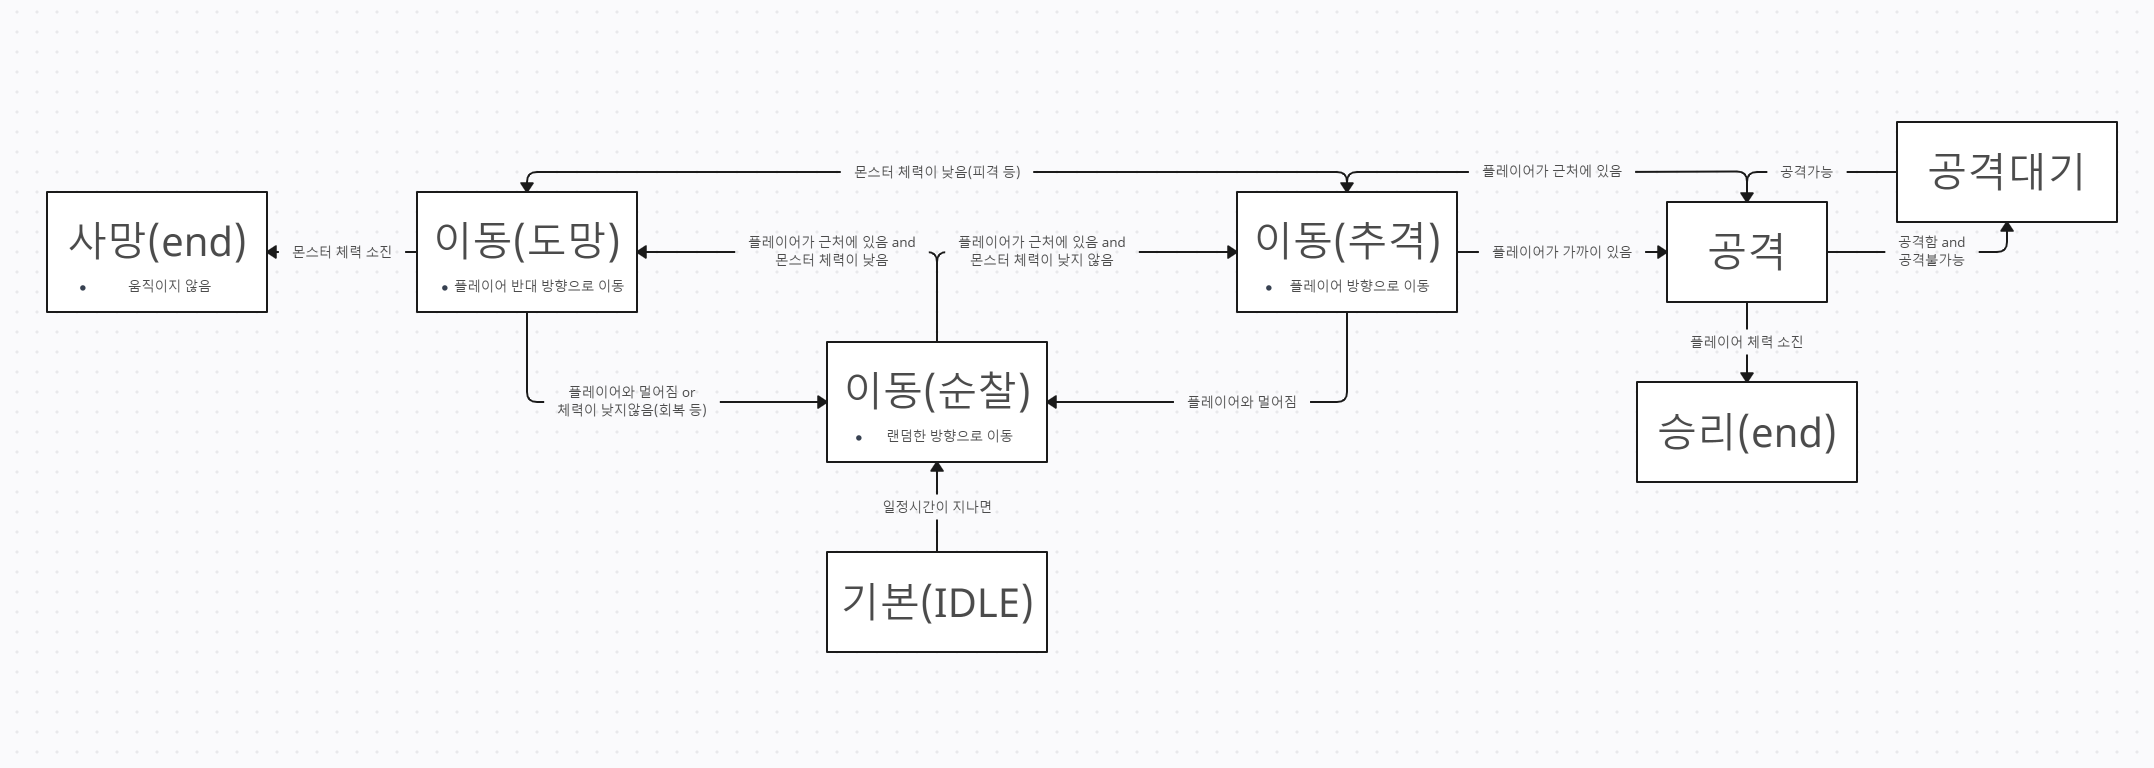 몬스터 체력이 낮음(피격 등)
플레이어가 근처에 있음
공격가능
공격대기
사망(end)
움직이지 않음
몬스터 체력 소진
이동(도망)
플레이어 반대 방향으로 이동
플레이어가 근처에 있음 and
몬스터 체력이 낮음
플레이어가 근처에 있음 and
몬스터 체력이 낮지 않음
이동(추격)
플레이어 방향으로 이동
플레이어가 가까이 있음
공격
공격함 and
공격불가능
플레이어 체력 소진
플레이어와 멀어짐 or
체력이 낮지않음(회복 등)
이동(순찰)
랜덤한 방향으로 이동
플레이어와 멀어짐
승리(end)
일정시간이 지나면
기본(IDLE)